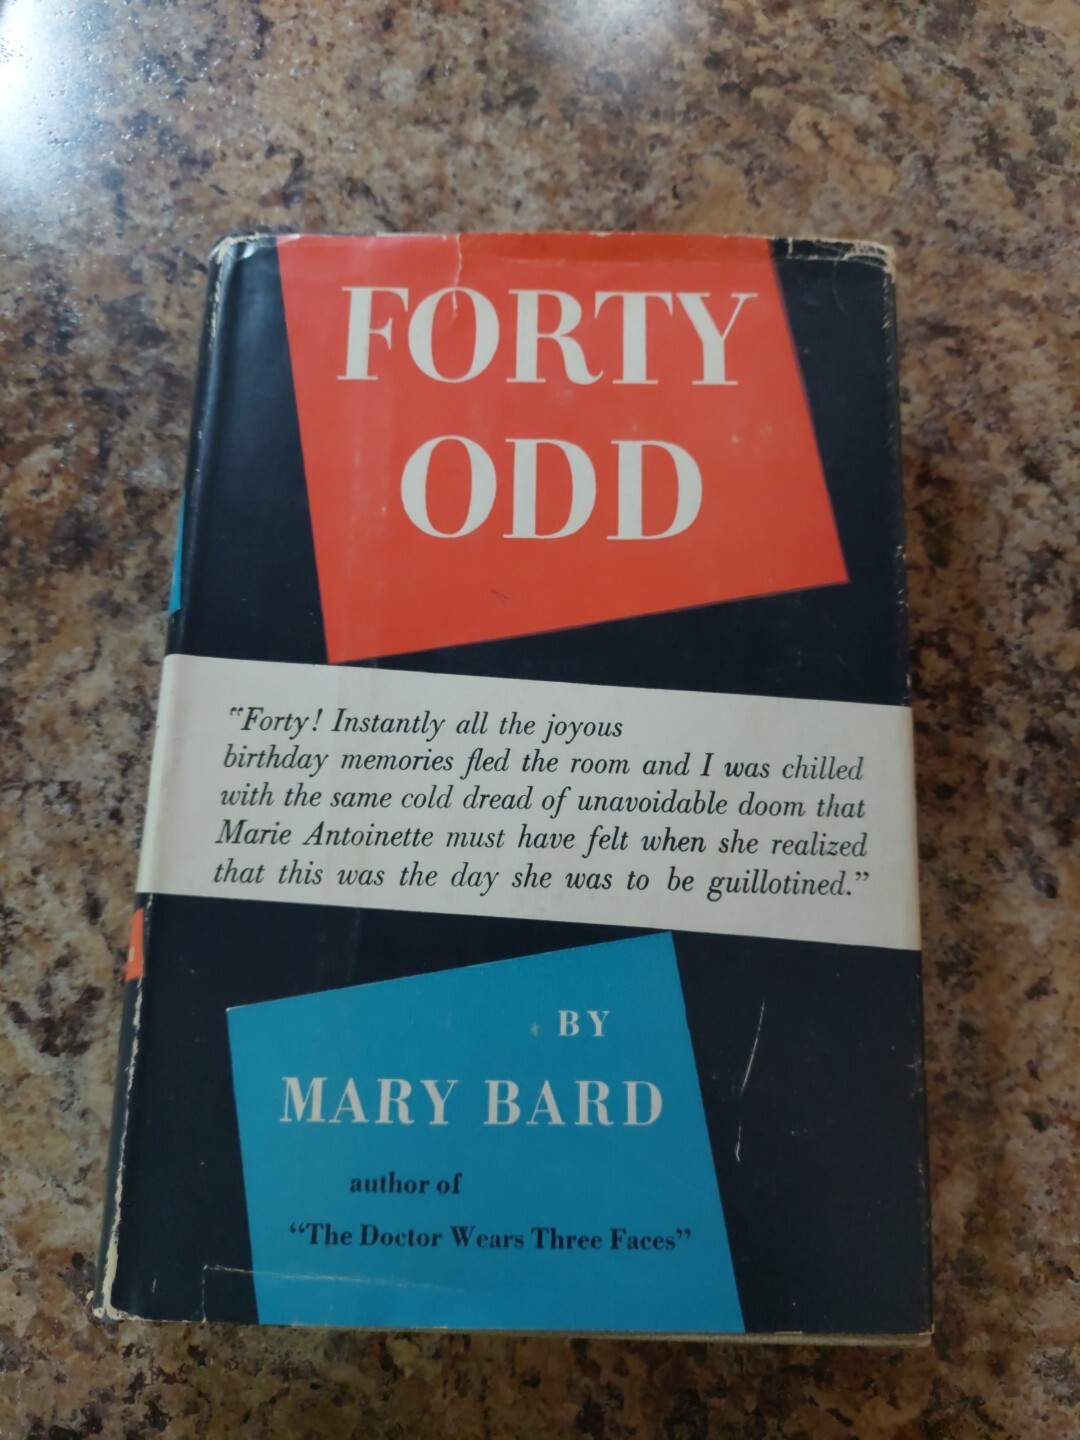 FORTY
ODD
"Forty! Instantly all the joyous
birthday memories fled the room and I was chilled
with the same cold dread of unavoidable doom that
Marie Antoinette must have felt when she realized
that this was the day she was to be guillotined."
BY
MARY BARD
author of
"The Doctor Wears Three Faces"